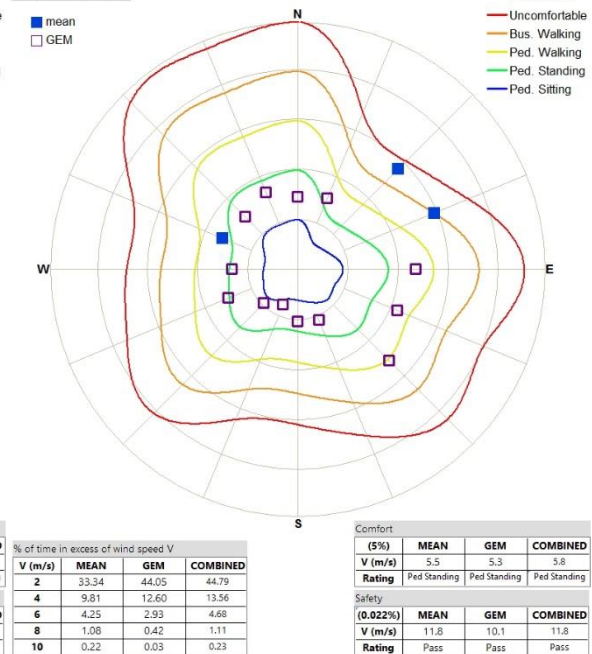 N
mean
GEM
Uncomfortable
Bus. Walking
Ped. Walking
Ped. Standing
Ped. Sitting
W
E
S
% of time in excess of wind speed V
V (m/s) MEAN GEM COMBINED
2 33.34 44.05 44.79
4 9.81 12.60 13.56
6 4.25 2.93 4.68
8 1.08 0.42 1.11
10 0.22 0.03 0.23
Comfort
(5%) MEAN GEM COMBINED
V (m/s) 5.5 5.3 5.8
Rating Ped Standing Ped Standing Ped Standing
Safety
(0.022%) MEAN GEM COMBINED
V (m/s) 11.8 10.1 11.8
Rating Pass Pass Pass